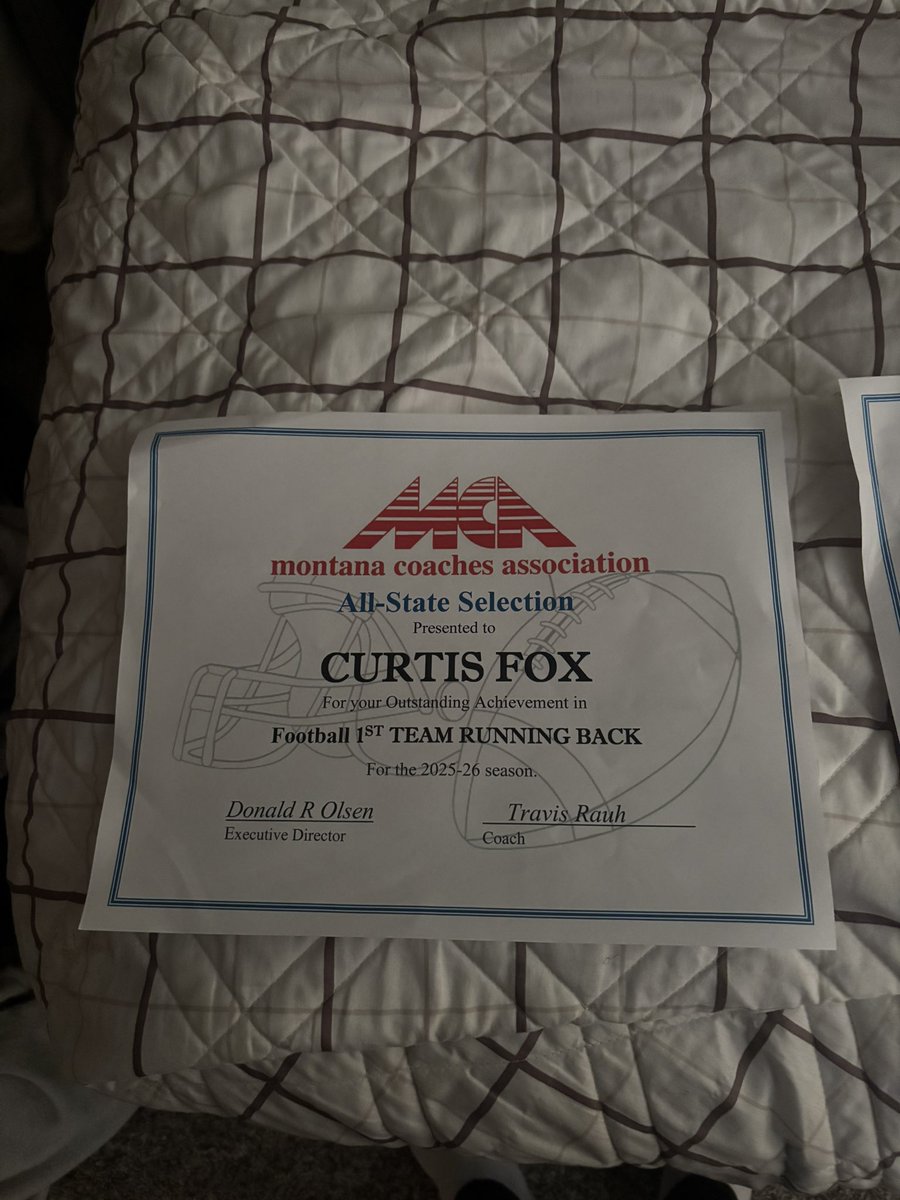 MCA
montana coaches association
All-State Selection
Presented to
CURTIS FOX
For your Outstanding Achievement in
Football 1ST TEAM RUNNING BACK
For the 2025-26 season.
Donald R Olsen
Executive Director
Travis Rauh
Coach